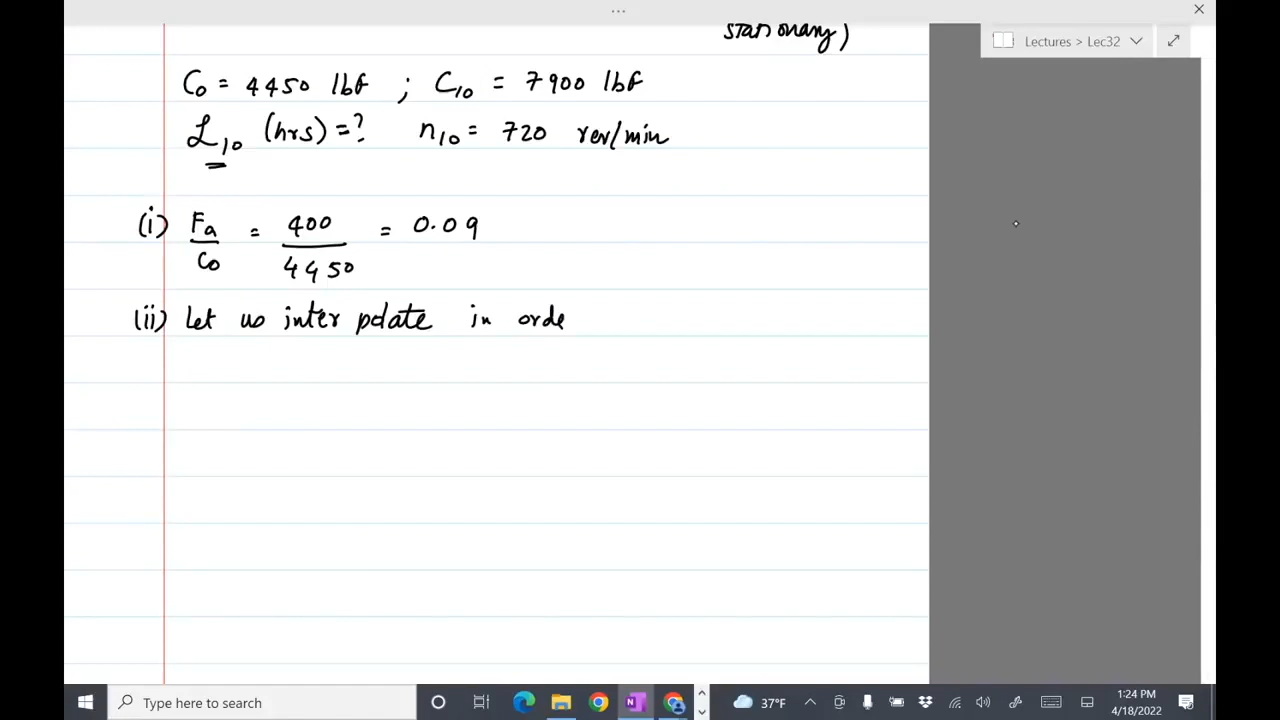 stationary)
Lectures > Lec32
C0 = 4450 lbf ; C10 = 7900 lbf
L10 (hrs) = ? n10 = 720 rev/min
(i) Fa/C0 = 400/4450 = 0.09
(ii) Let us inter polate in orde
Type here to search
37°F
1:24 PM
4/18/2022